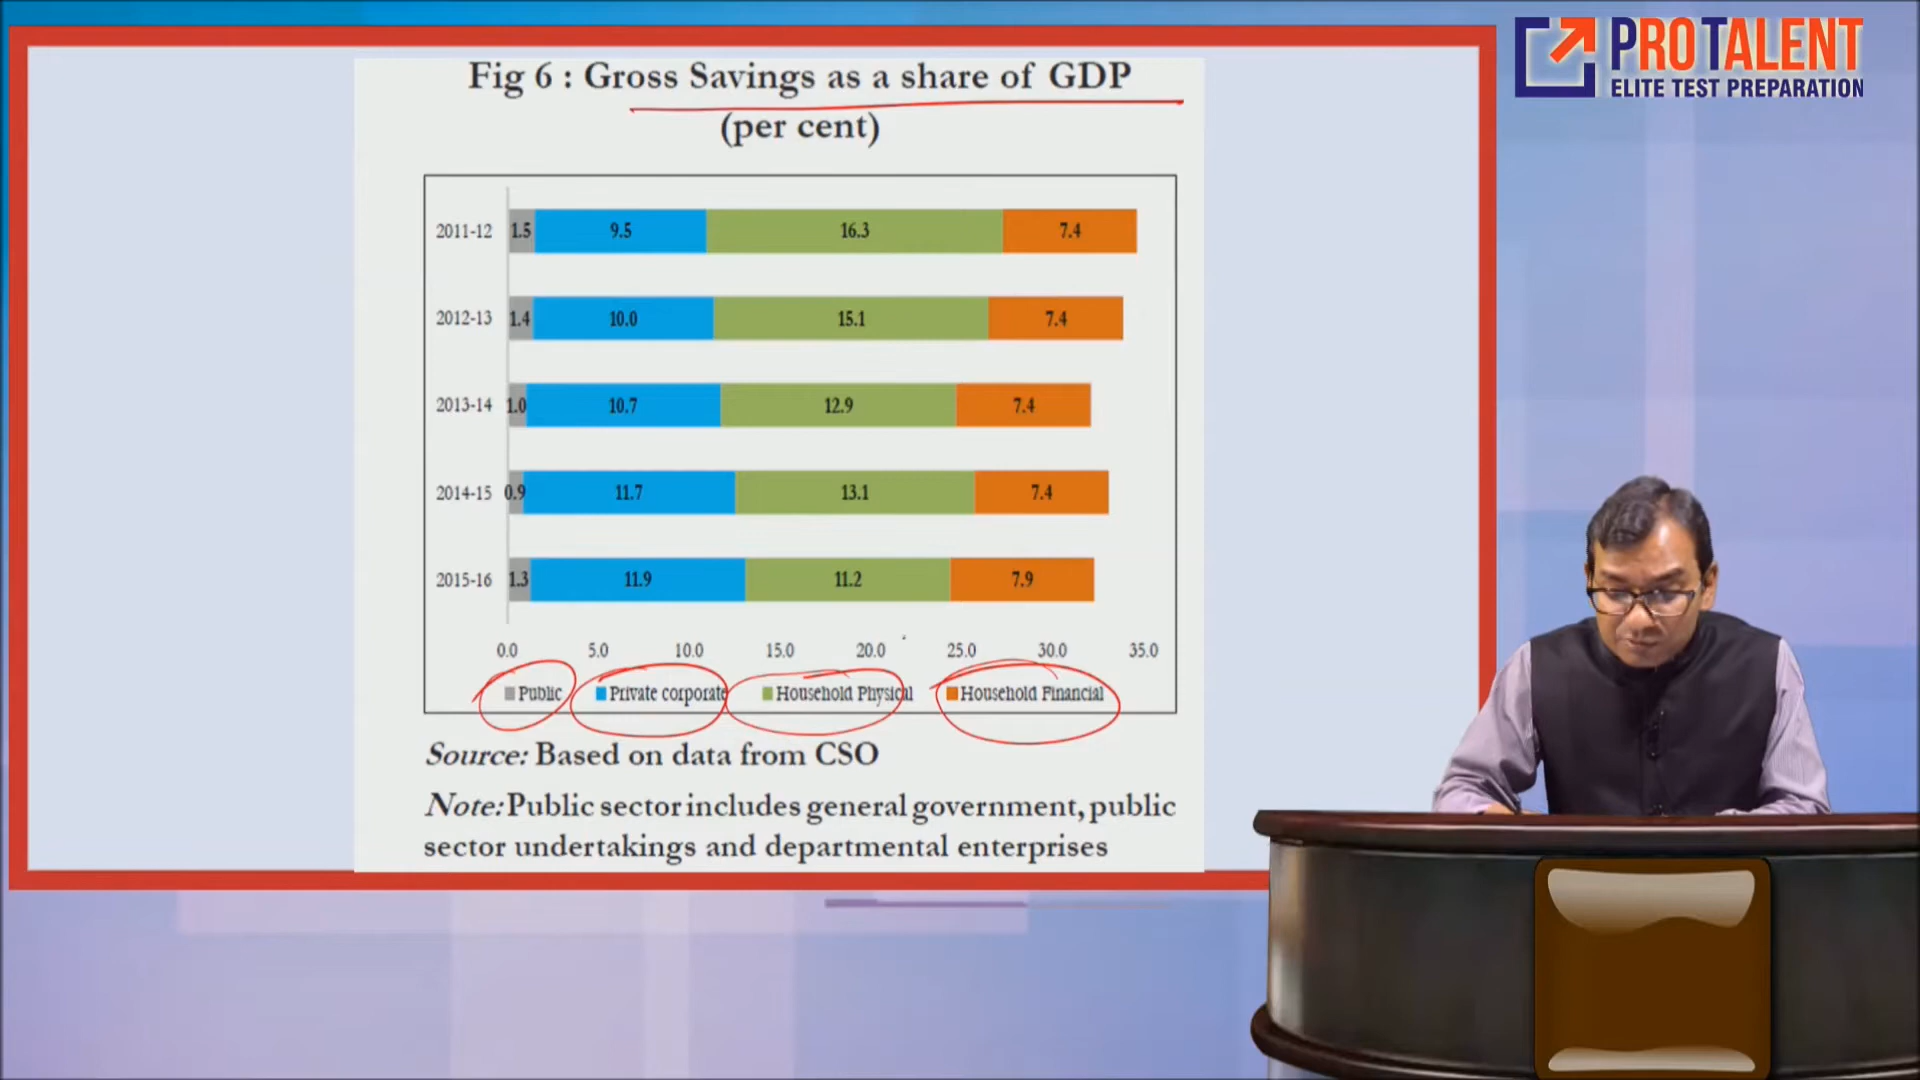 PROTALENT
ELITE TEST PREPARATION
Fig 6 : Gross Savings as a share of GDP
(per cent)
2011-12 1.5 9.5 16.3 7.4
2012-13 1.4 10.0 15.1 7.4
2013-14 1.0 10.7 12.9 7.4
2014-15 0.9 11.7 13.1 7.4
2015-16 1.3 11.9 11.2 7.9
0.0 5.0 10.0 15.0 20.0 25.0 30.0 35.0
Public Private corporate Household Physical Household Financial
Source: Based on data from CSO
Note: Public sector includes general government, public
sector undertakings and departmental enterprises